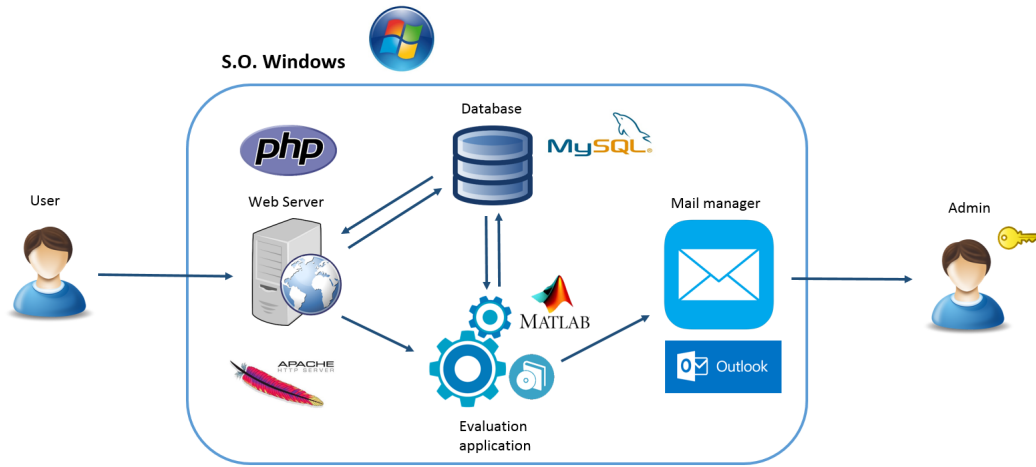 S.O. Windows
Database
php
MySQL®
User
Web Server
Mail manager
Admin
MATLAB
APACHE
HTTP SERVER
Outlook
Evaluation
application